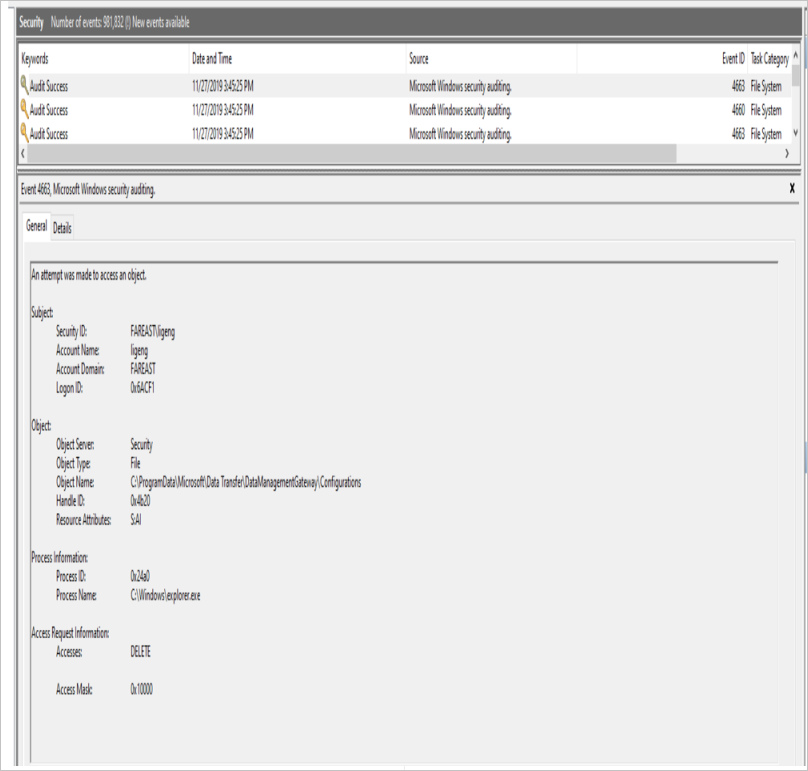 Security Number of events: 981,832 (!) New events available
Keywords Date and Time Source Event ID Task Category
Audit Success 11/27/2019 3:45:25 PM Microsoft Windows security auditing. 4663 File System
Audit Success 11/27/2019 3:45:25 PM Microsoft Windows security auditing. 4660 File System
Audit Success 11/27/2019 3:45:25 PM Microsoft Windows security auditing. 4663 File System
Event 4663, Microsoft Windows security auditing.
General Details
An attempt was made to access an object.
Subject:
Security ID: FAREAST\ligeng
Account Name: ligeng
Account Domain: FAREAST
Logon ID: 0x6ACF1
Object:
Object Server: Security
Object Type: File
Object Name: C:\ProgramData\Microsoft\Data Transfer\DataManagementGateway\Configurations
Handle ID: 0x4b20
Resource Attributes: S:AI
Process Information:
Process ID: 0x24a0
Process Name: C:\Windows\explorer.exe
Access Request Information:
Accesses: DELETE
Access Mask: 0x10000